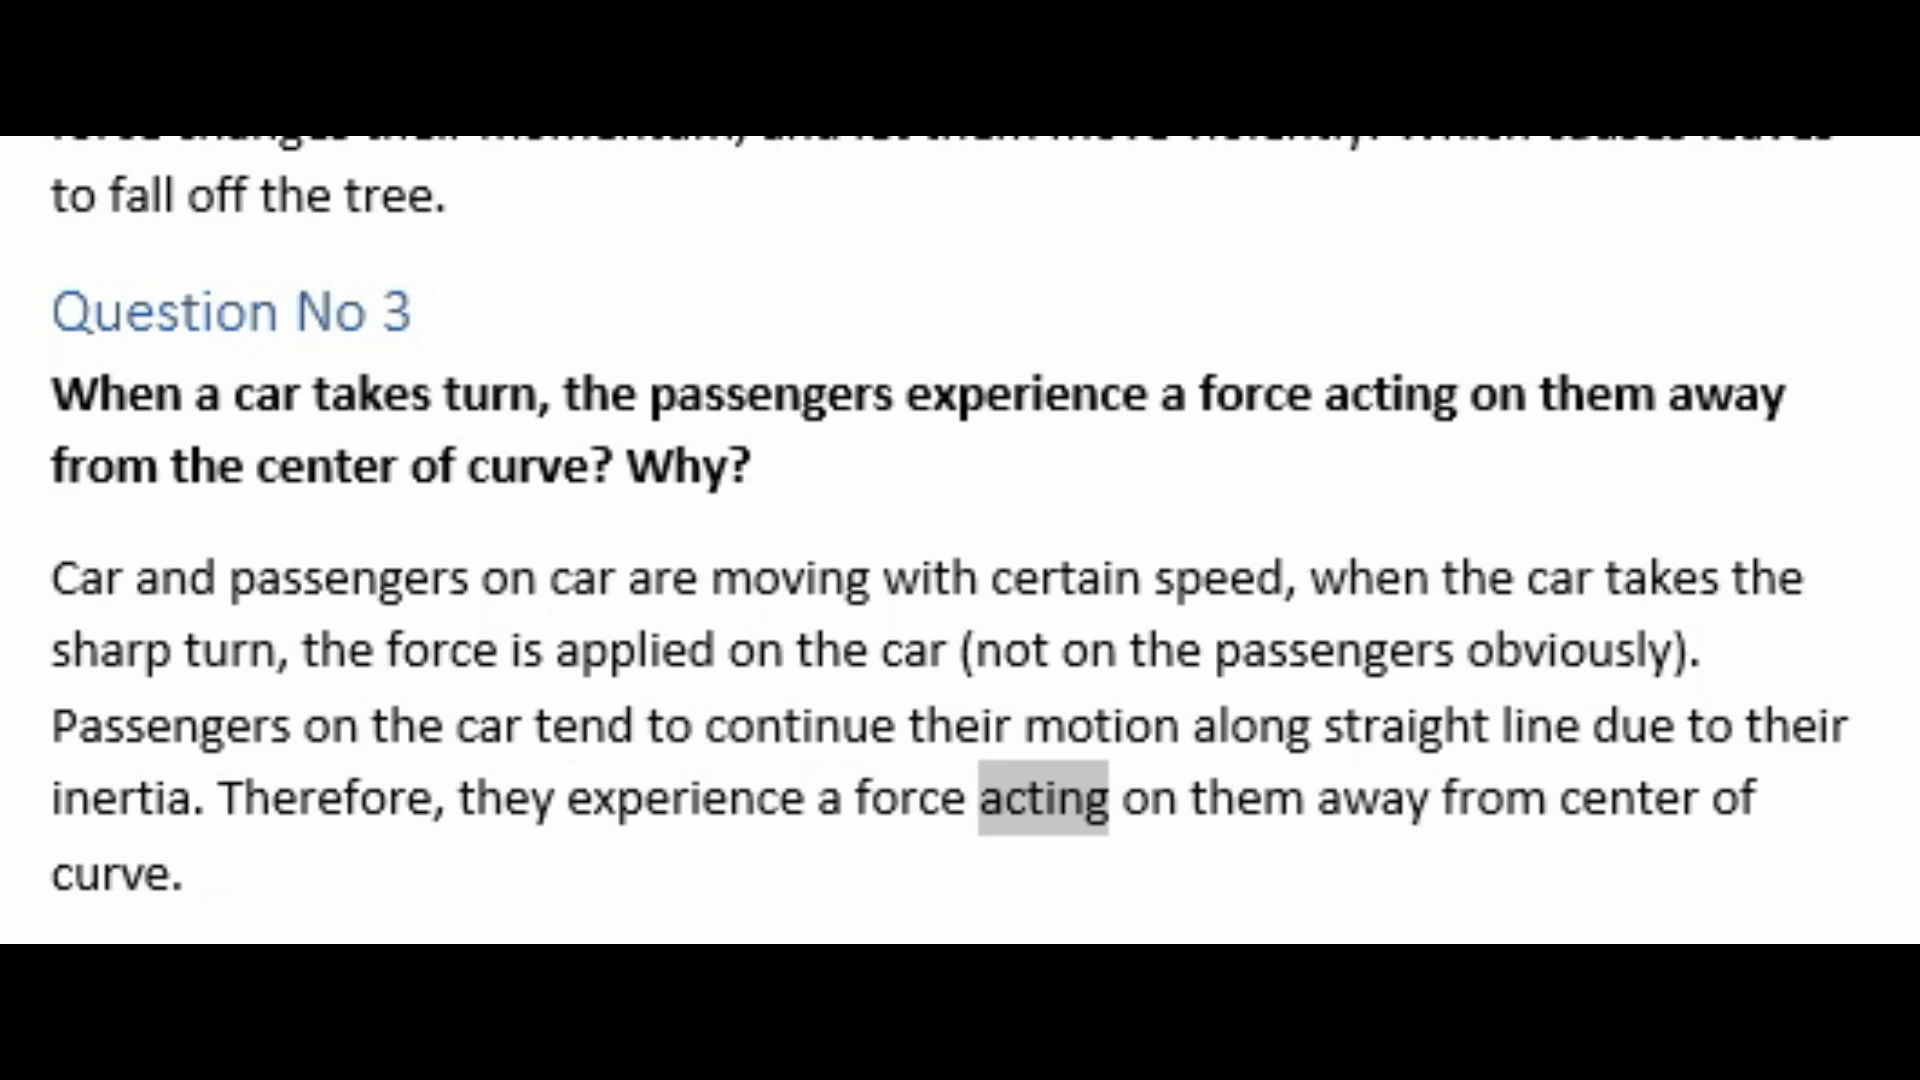 to fall off the tree.
Question No 3
When a car takes turn, the passengers experience a force acting on them away
from the center of curve? Why?
Car and passengers on car are moving with certain speed, when the car takes the
sharp turn, the force is applied on the car (not on the passengers obviously).
Passengers on the car tend to continue their motion along straight line due to their
inertia. Therefore, they experience a force acting on them away from center of
curve.